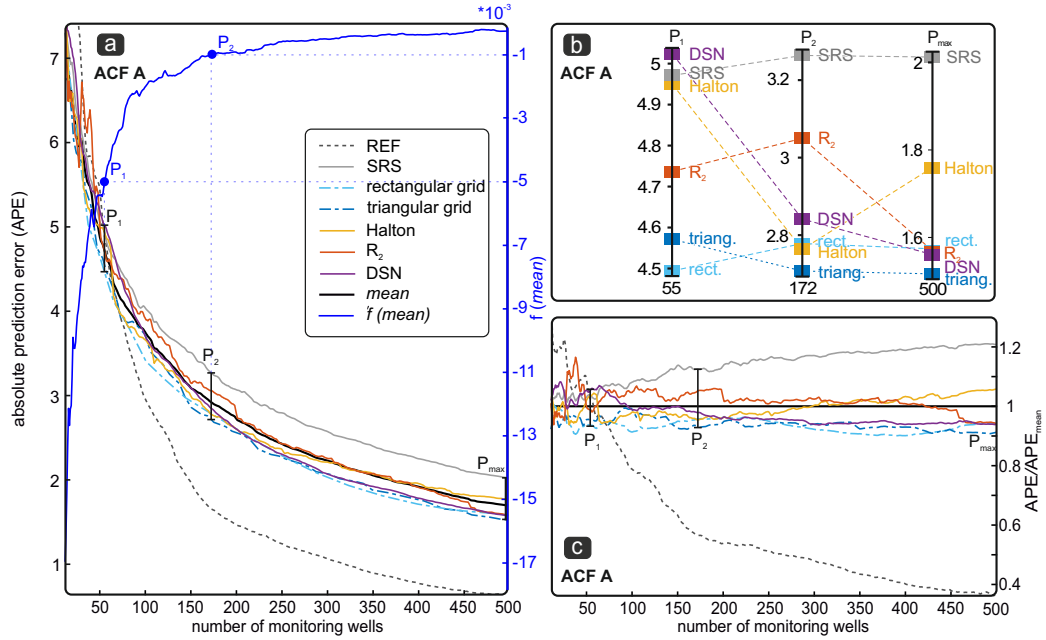 *10⁻³
a
ACF A
P₂
P₁
P₁
P₂
Pmax
7
6
5
4
3
2
1
absolute prediction error (APE)
-1
-3
-5
-7
-9
-11
-13
-15
-17
f (mean)
REF
SRS
rectangular grid
triangular grid
Halton
R₂
DSN
mean
f (mean)
50 100 150 200 250 300 350 400 450 500
number of monitoring wells
b
ACF A
P₁
P₂
Pmax
5
4.9
4.8
4.7
4.6
4.5
DSN
SRS
Halton
R₂
triang.
rect.
55
3.2
3
2.8
SRS
R₂
DSN
rect.
Halton
triang.
172
2
1.8
1.6
SRS
Halton
rect.
R₂
DSN
triang.
500
1.2
1
0.8
0.6
0.4
APE/APEmean
P₁
P₂
Pmax
c
ACF A
50 100 150 200 250 300 350 400 450 500
number of monitoring wells